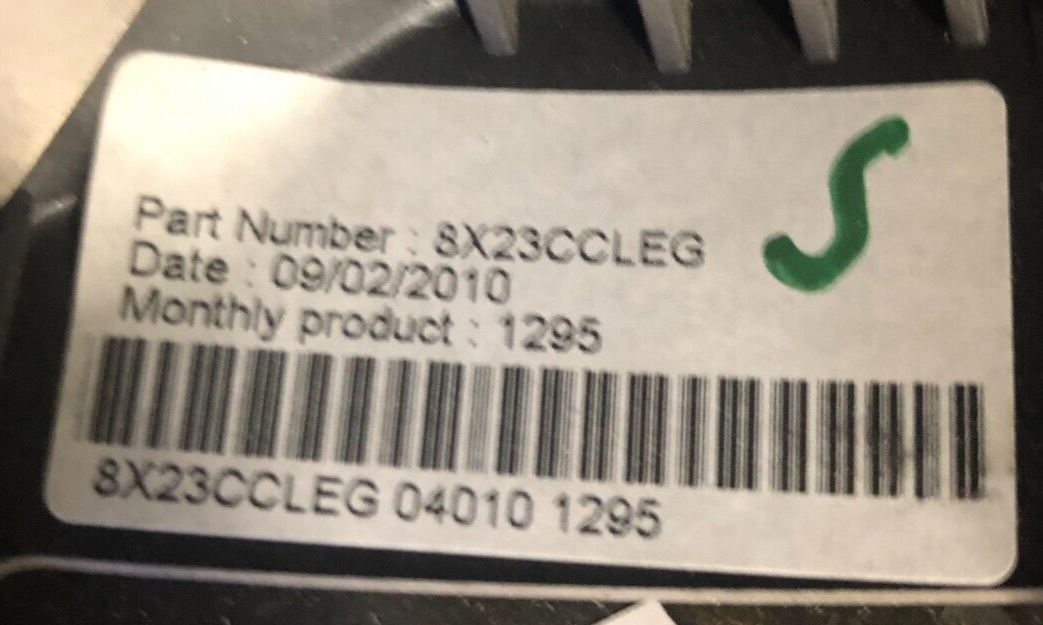 Part Number : 8X23CCLEG
Date : 09/02/2010
Monthly product : 1295
8X23CCLEG 04010 1295